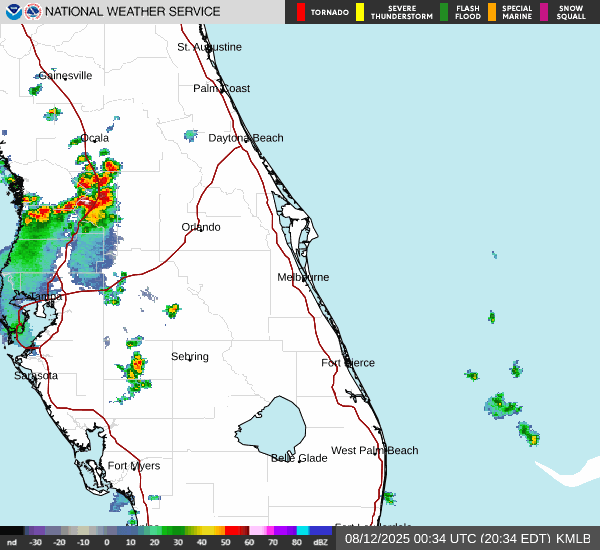 NATIONAL WEATHER SERVICE
TORNADO
SEVERE
THUNDERSTORM
FLASH
FLOOD
SPECIAL
MARINE
SNOW
SQUALL
St. Augustine
Gainesville
Palm Coast
Ocala
Daytona Beach
Orlando
Melbourne
Tampa
Sebring
Fort Pierce
Sarasota
West Palm Beach
Belle Glade
Fort Myers
Fort Lauderdale
nd -30 -20 -10 0 10 20 30 40 50 60 70 80 dBZ
08/12/2025 00:34 UTC (20:34 EDT) KMLB